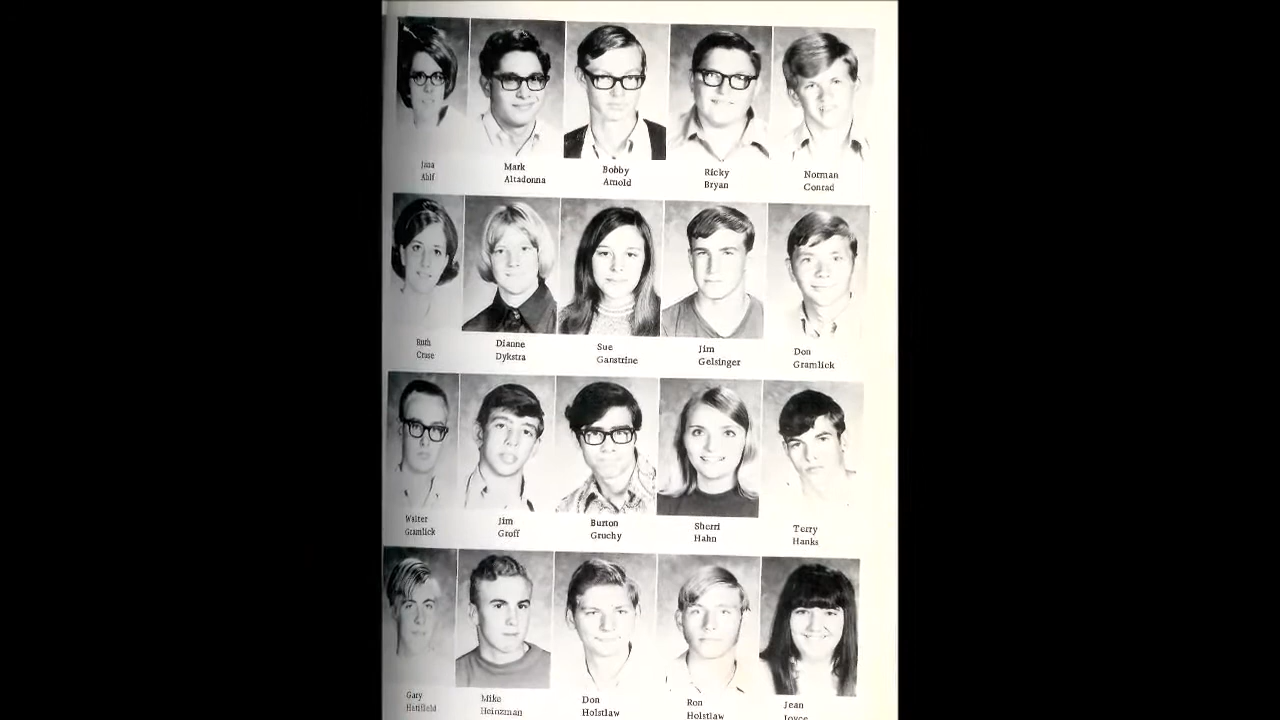 Jana
Ahlf
Mark
Altadonna
Bobby
Arnold
Ricky
Bryan
Norman
Conrad
Ruth
Cruse
Dianne
Dykstra
Sue
Ganstrine
Jim
Gelsinger
Don
Gramlick
Walter
Gramlick
Jim
Groff
Burton
Gruchy
Sherri
Hahn
Terry
Hanks
Gary
Hatfield
Mike
Heinzman
Don
Holstlaw
Ron
Holstlaw
Jean
Joyce